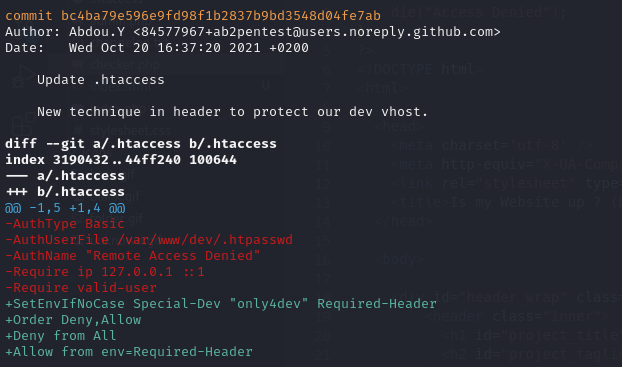 commit bc4ba79e596e9fd98f1b2837b9bd3548d04fe7ab
Author: Abdou.Y <84577967+ab2pentest@users.noreply.github.com>
Date:   Wed Oct 20 16:37:20 2021 +0200
Update .htaccess
New technique in header to protect our dev vhost.
diff --git a/.htaccess b/.htaccess
index 3190432..44ff240 100644
--- a/.htaccess
+++ b/.htaccess
@@ -1,5 +1,4 @@
-AuthType Basic
-AuthUserFile /var/www/dev/.htpasswd
-AuthName "Remote Access Denied"
-Require ip 127.0.0.1 ::1
-Require valid-user
+SetEnvIfNoCase Special-Dev "only4dev" Required-Header
+Order Deny,Allow
+Deny from All
+Allow from env=Required-Header